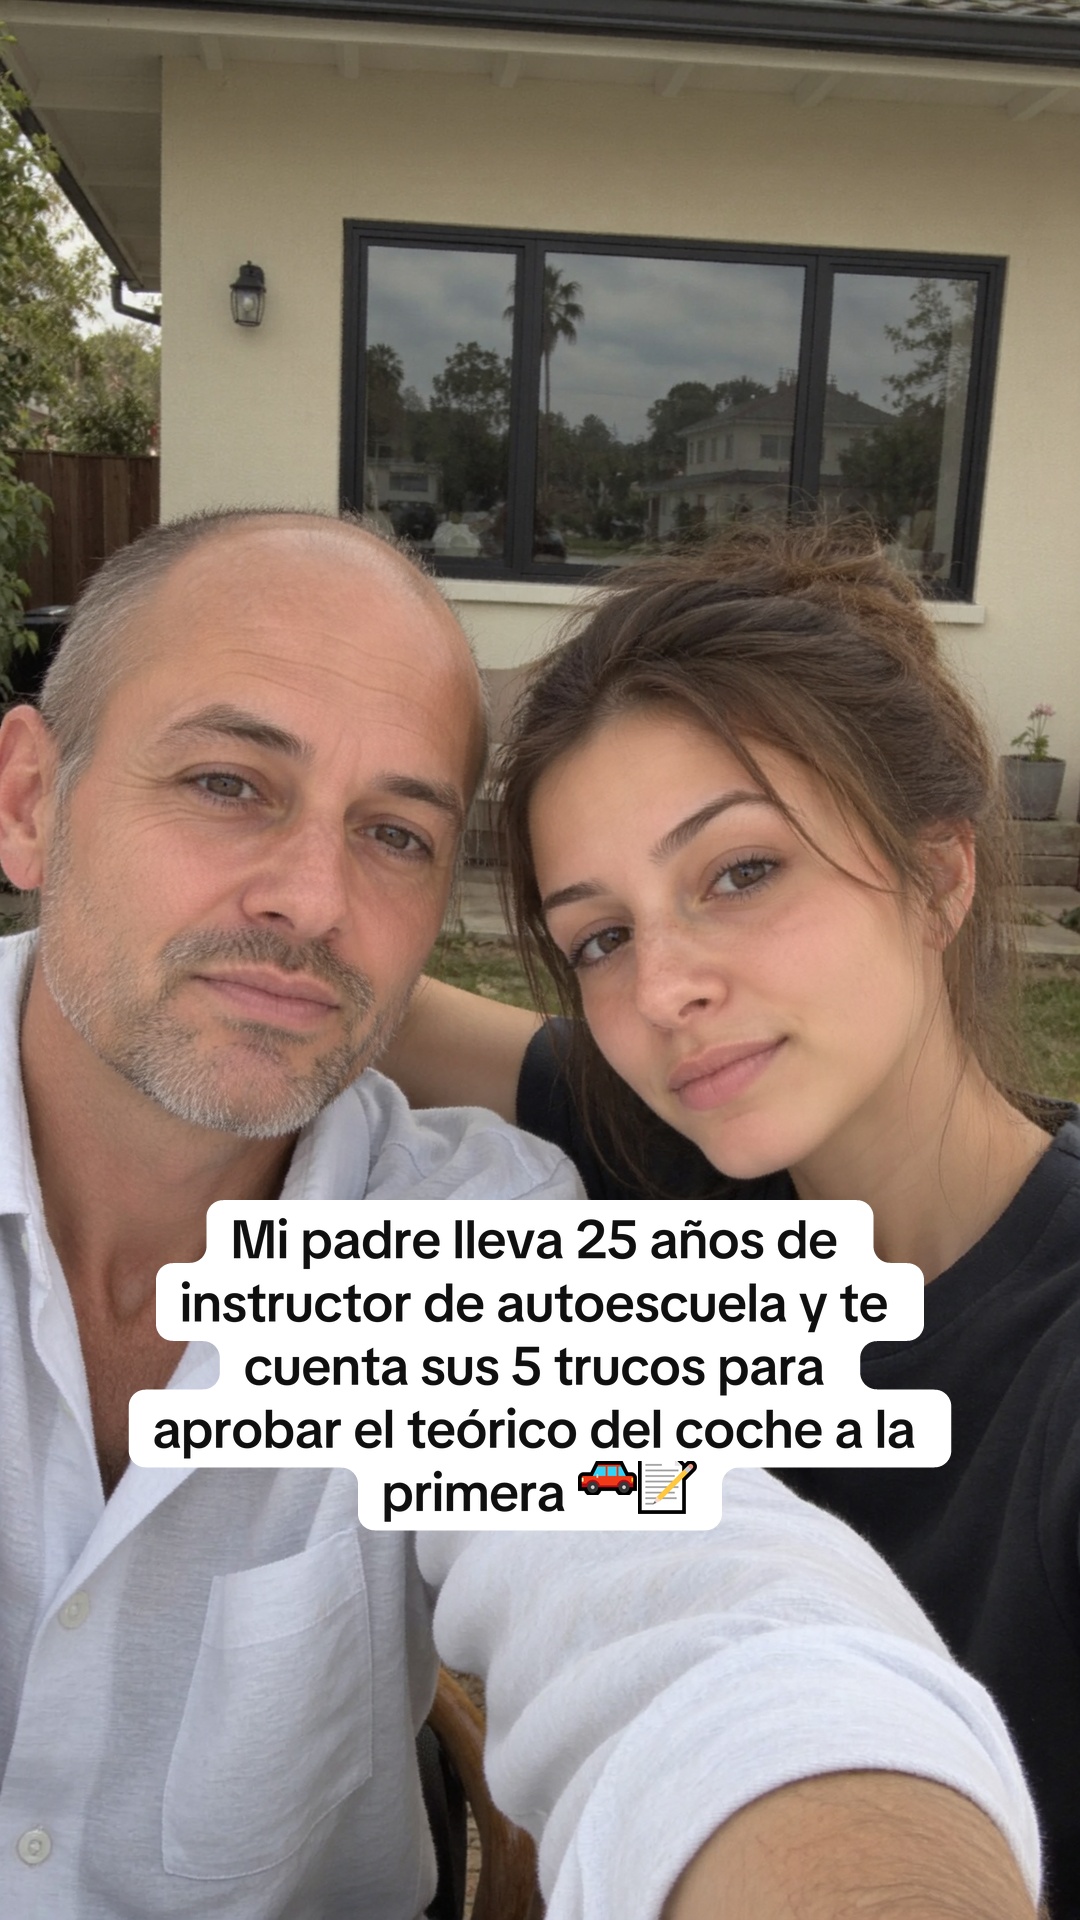 Mi padre lleva 25 años de
instructor de autoescuela y te
cuenta sus 5 trucos para
aprobar el teórico del coche a la
primera 🚗📝